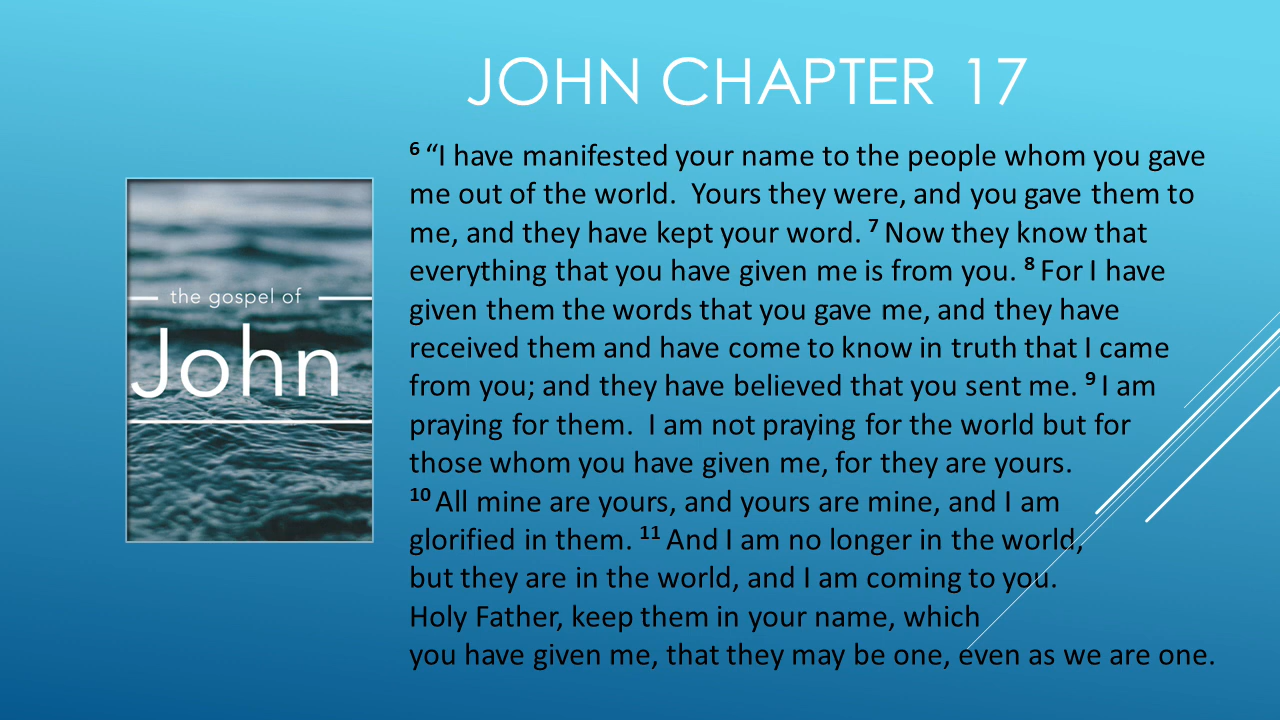 JOHN CHAPTER 17
the gospel of
John
6 “I have manifested your name to the people whom you gave
me out of the world.  Yours they were, and you gave them to
me, and they have kept your word. 7 Now they know that
everything that you have given me is from you. 8 For I have
given them the words that you gave me, and they have
received them and have come to know in truth that I came
from you; and they have believed that you sent me. 9 I am
praying for them.  I am not praying for the world but for
those whom you have given me, for they are yours.
10 All mine are yours, and yours are mine, and I am
glorified in them. 11 And I am no longer in the world,
but they are in the world, and I am coming to you.
Holy Father, keep them in your name, which
you have given me, that they may be one, even as we are one.